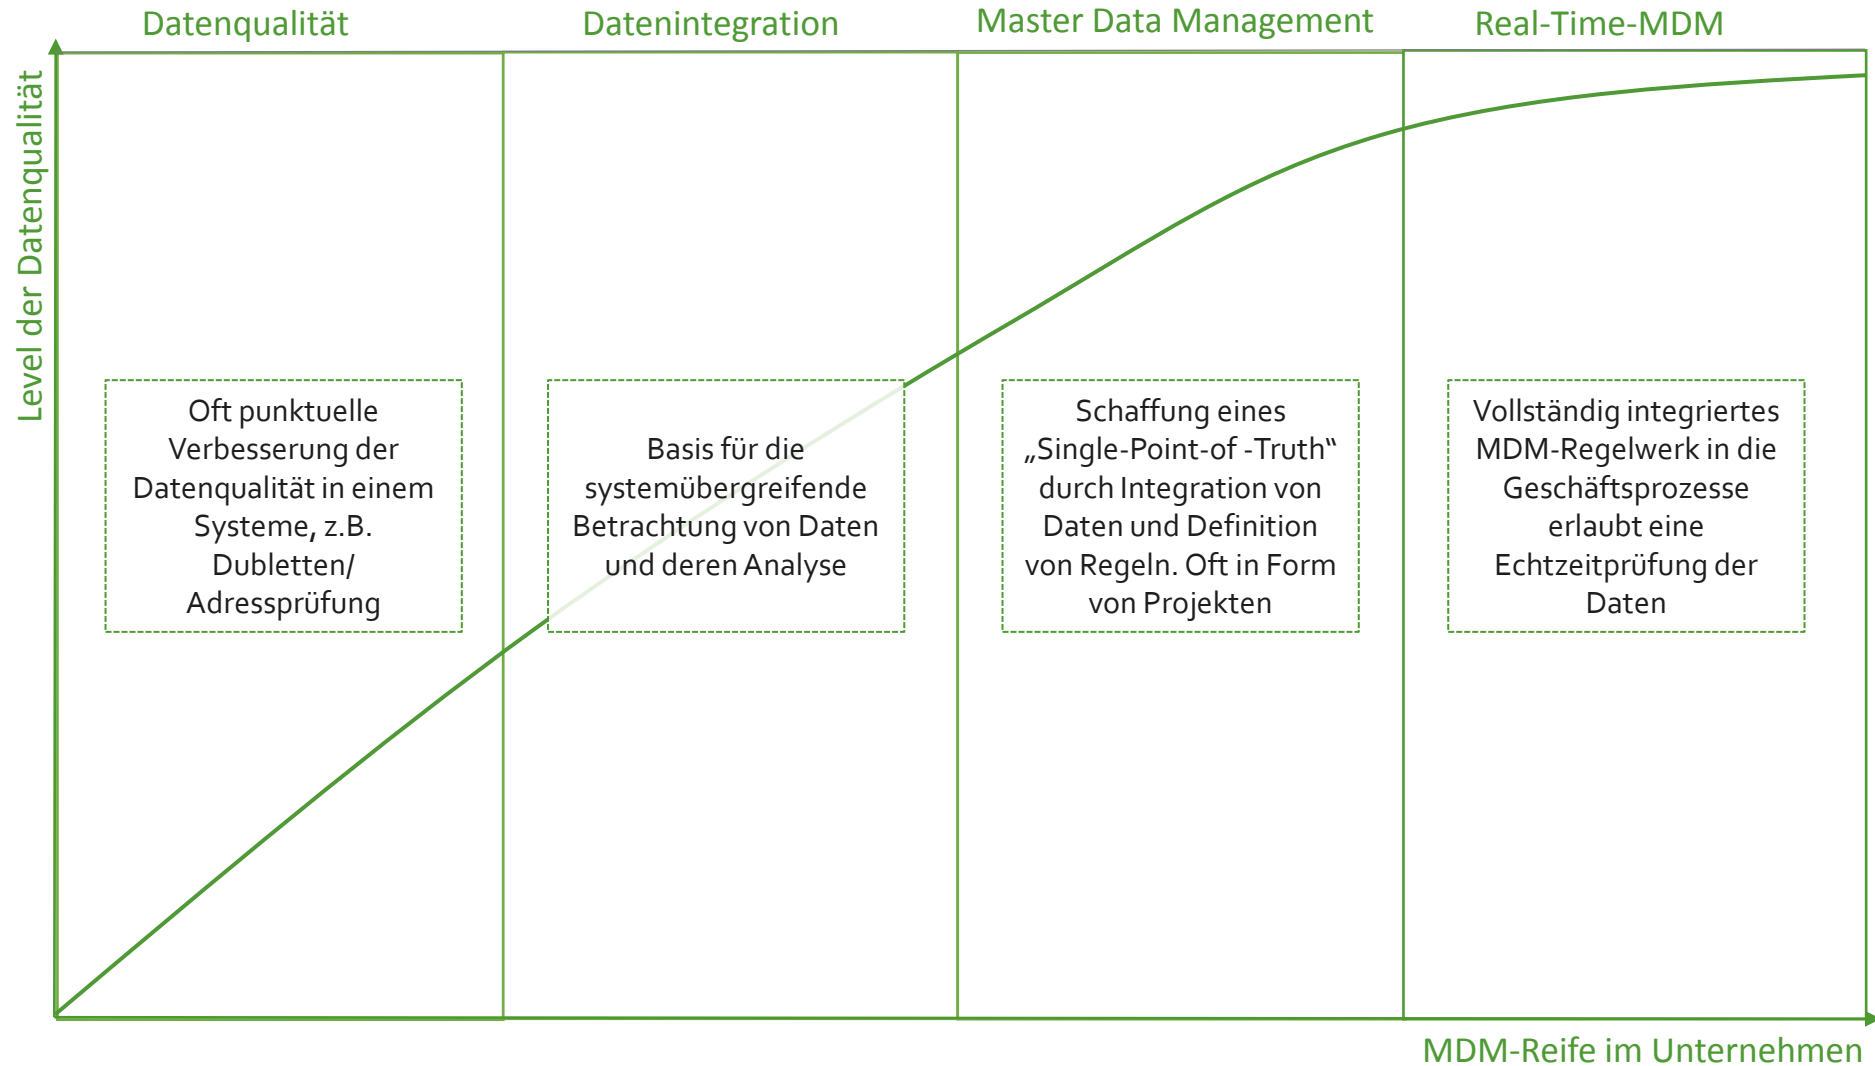 Datenqualität
Datenintegration
Master Data Management
Real-Time-MDM
Level der Datenqualität
Oft punktuelle
Verbesserung der
Datenqualität in einem
Systeme, z.B.
Dubletten/
Adressprüfung
Basis für die
systemübergreifende
Betrachtung von Daten
und deren Analyse
Schaffung eines
„Single-Point-of -Truth“
durch Integration von
Daten und Definition
von Regeln. Oft in Form
von Projekten
Vollständig integriertes
MDM-Regelwerk in die
Geschäftsprozesse
erlaubt eine
Echtzeitprüfung der
Daten
MDM-Reife im Unternehmen